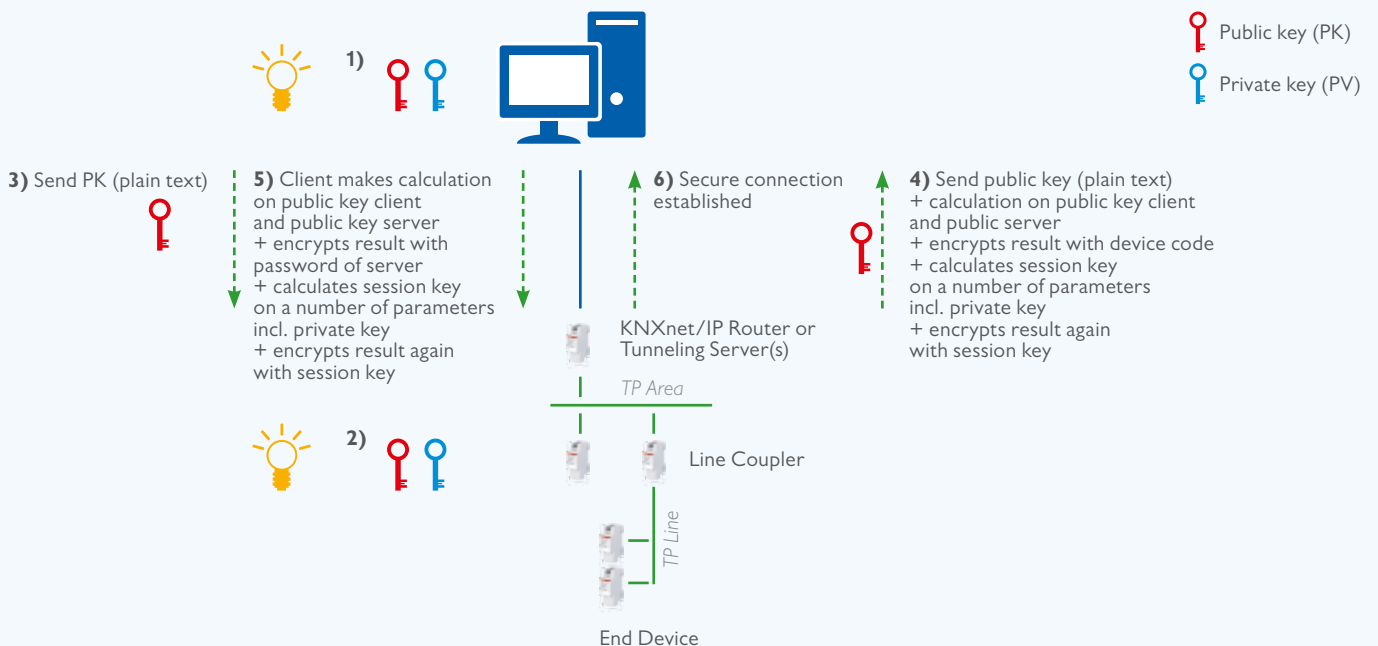 Public key (PK)
Private key (PV)
1)
3) Send PK (plain text)
5) Client makes calculation
on public key client
and public key server
+ encrypts result with
password of server
+ calculates session key
on a number of parameters
incl. private key
+ encrypts result again
with session key
6) Secure connection
established
4) Send public key (plain text)
+ calculation on public key client
and public server
+ encrypts result with device code
+ calculates session key
on a number of parameters
incl. private key
+ encrypts result again
with session key
KNXnet/IP Router or
Tunneling Server(s)
TP Area
2)
Line Coupler
TP Line
End Device